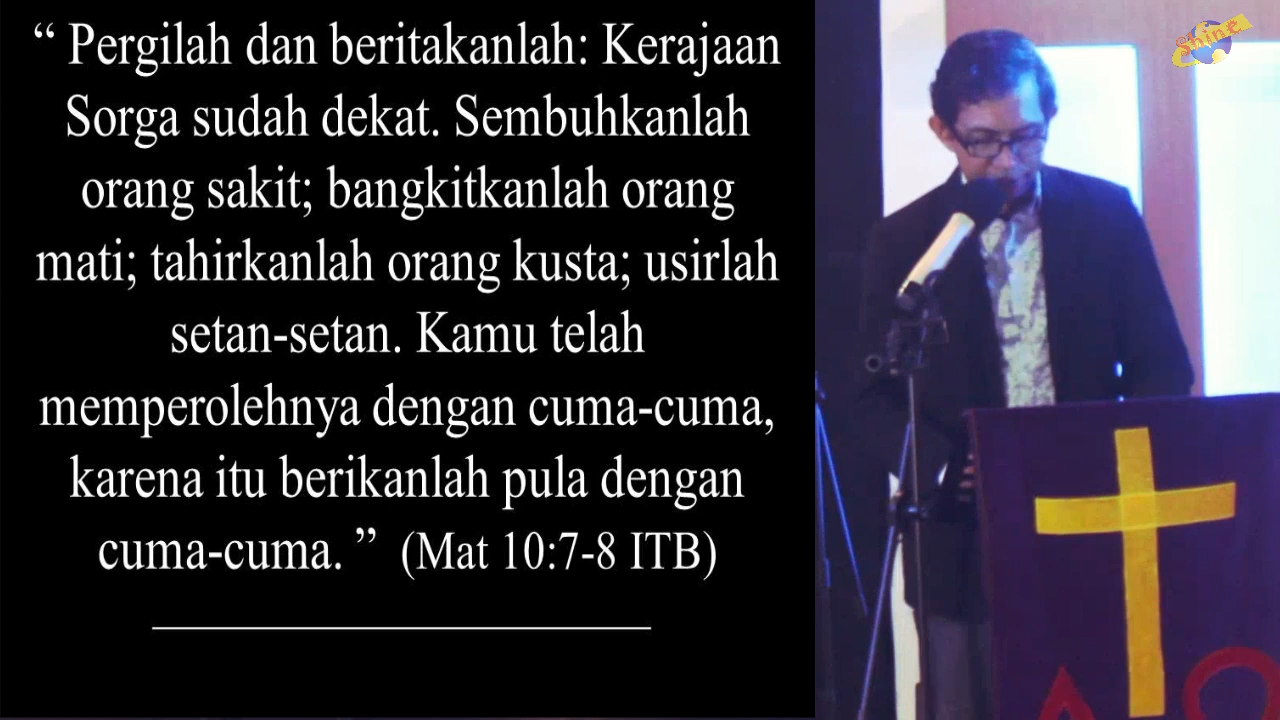 “ Pergilah dan beritakanlah: Kerajaan
Sorga sudah dekat. Sembuhkanlah
orang sakit; bangkitkanlah orang
mati; tahirkanlah orang kusta; usirlah
setan-setan. Kamu telah
memperolehnya dengan cuma-cuma,
karena itu berikanlah pula dengan
cuma-cuma. ” (Mat 10:7-8 ITB)
Shine